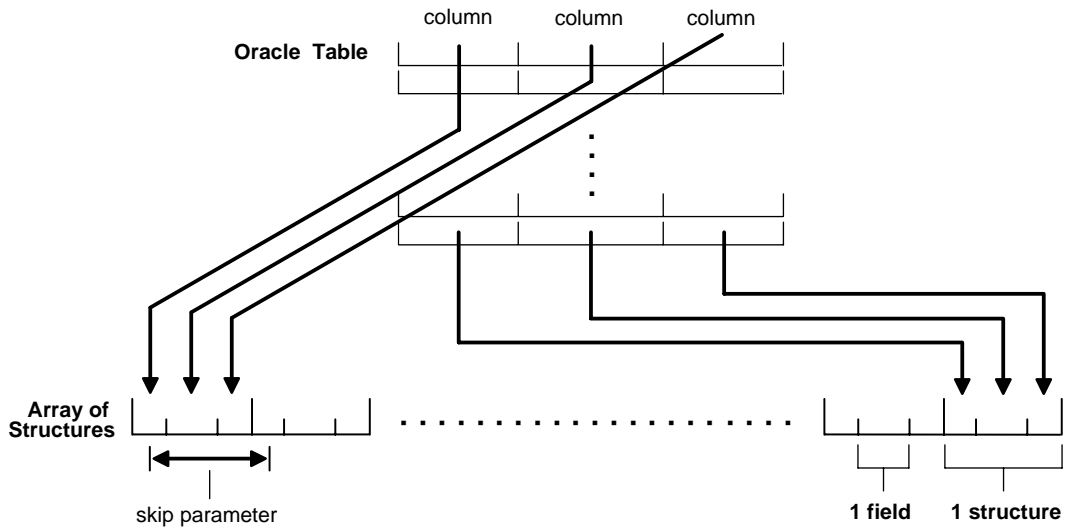 column column column
Oracle Table
Array of
Structures
skip parameter
1 field
1 structure